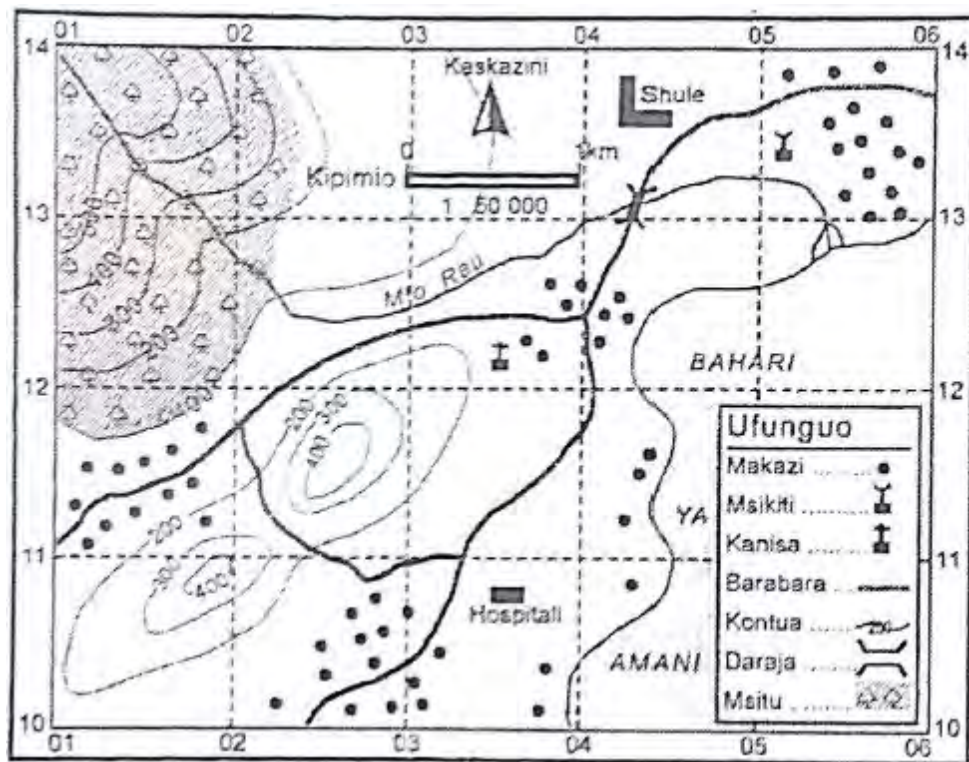 01 02 03 04 05 06
14 14
Kaskazini
Shule
0 1km
Kipimio
1 50 000
13 13
Mto Rau
400
300
200
12 12
BAHARI
200
300
400
Ufunguo
Makazi
Msikiti
YA
Kanisa
11 11
200
300
400
Barabara
Hospitali
Kontua
AMANI
Daraja
Msitu
10 10
01 02 03 04 05 06